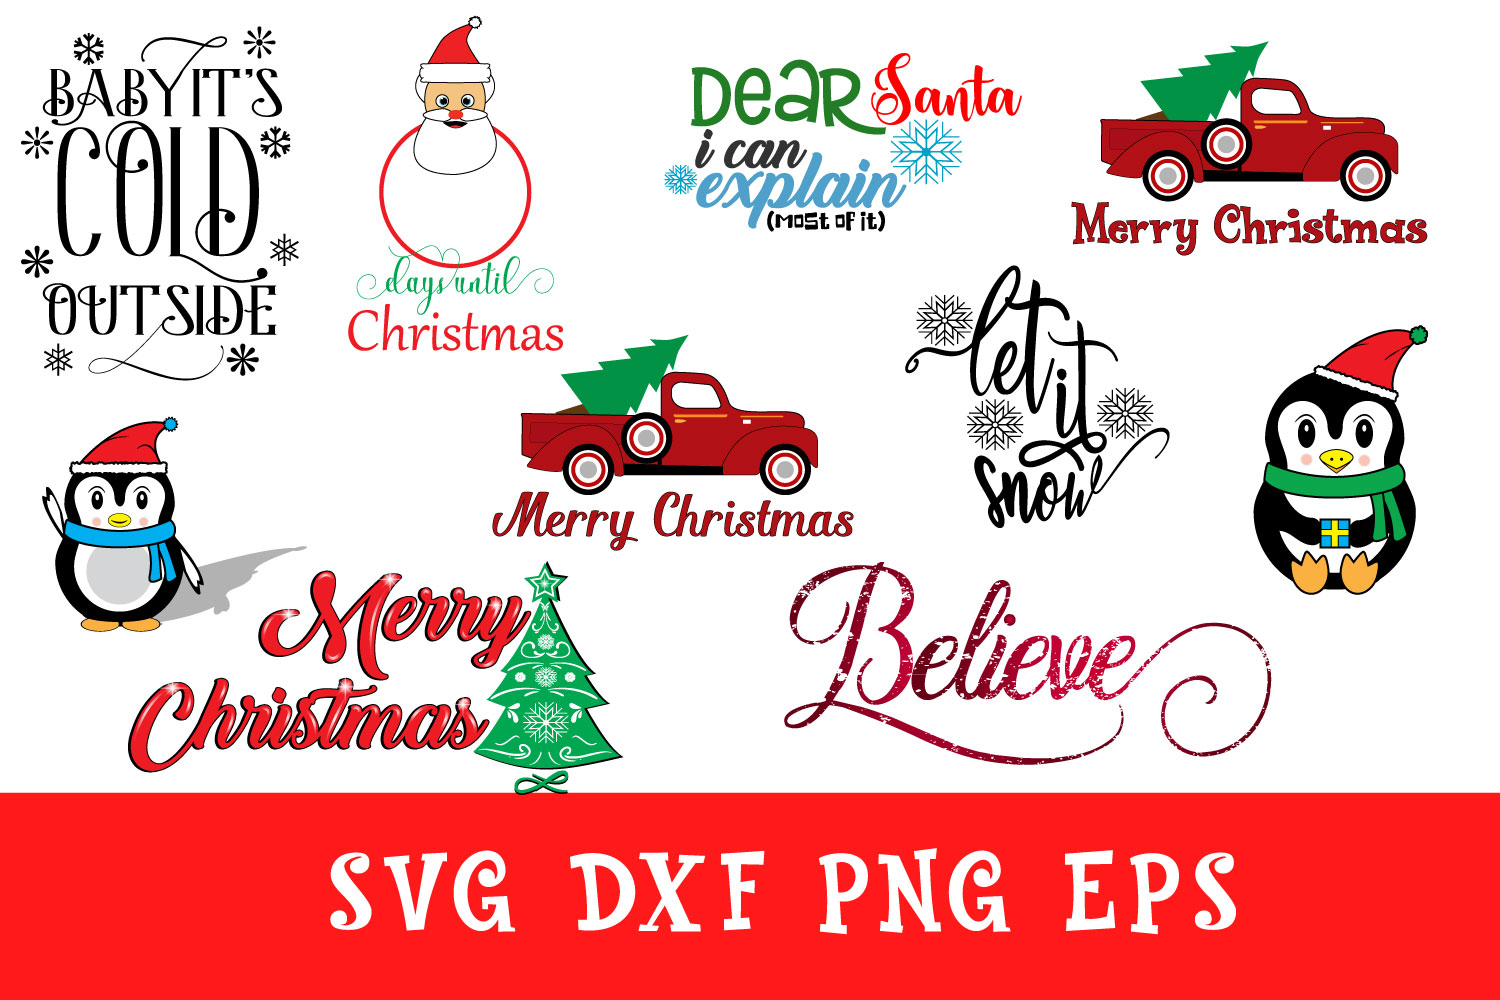 BABY IT'S
COLD
OUTSIDE
days until
Christmas
DEAR Santa
i can
explain
(MOST OF iT)
Merry Christmas
Merry Christmas
let it
snow
Merry
Christmas
Believe
SVG DXF PNG EPS